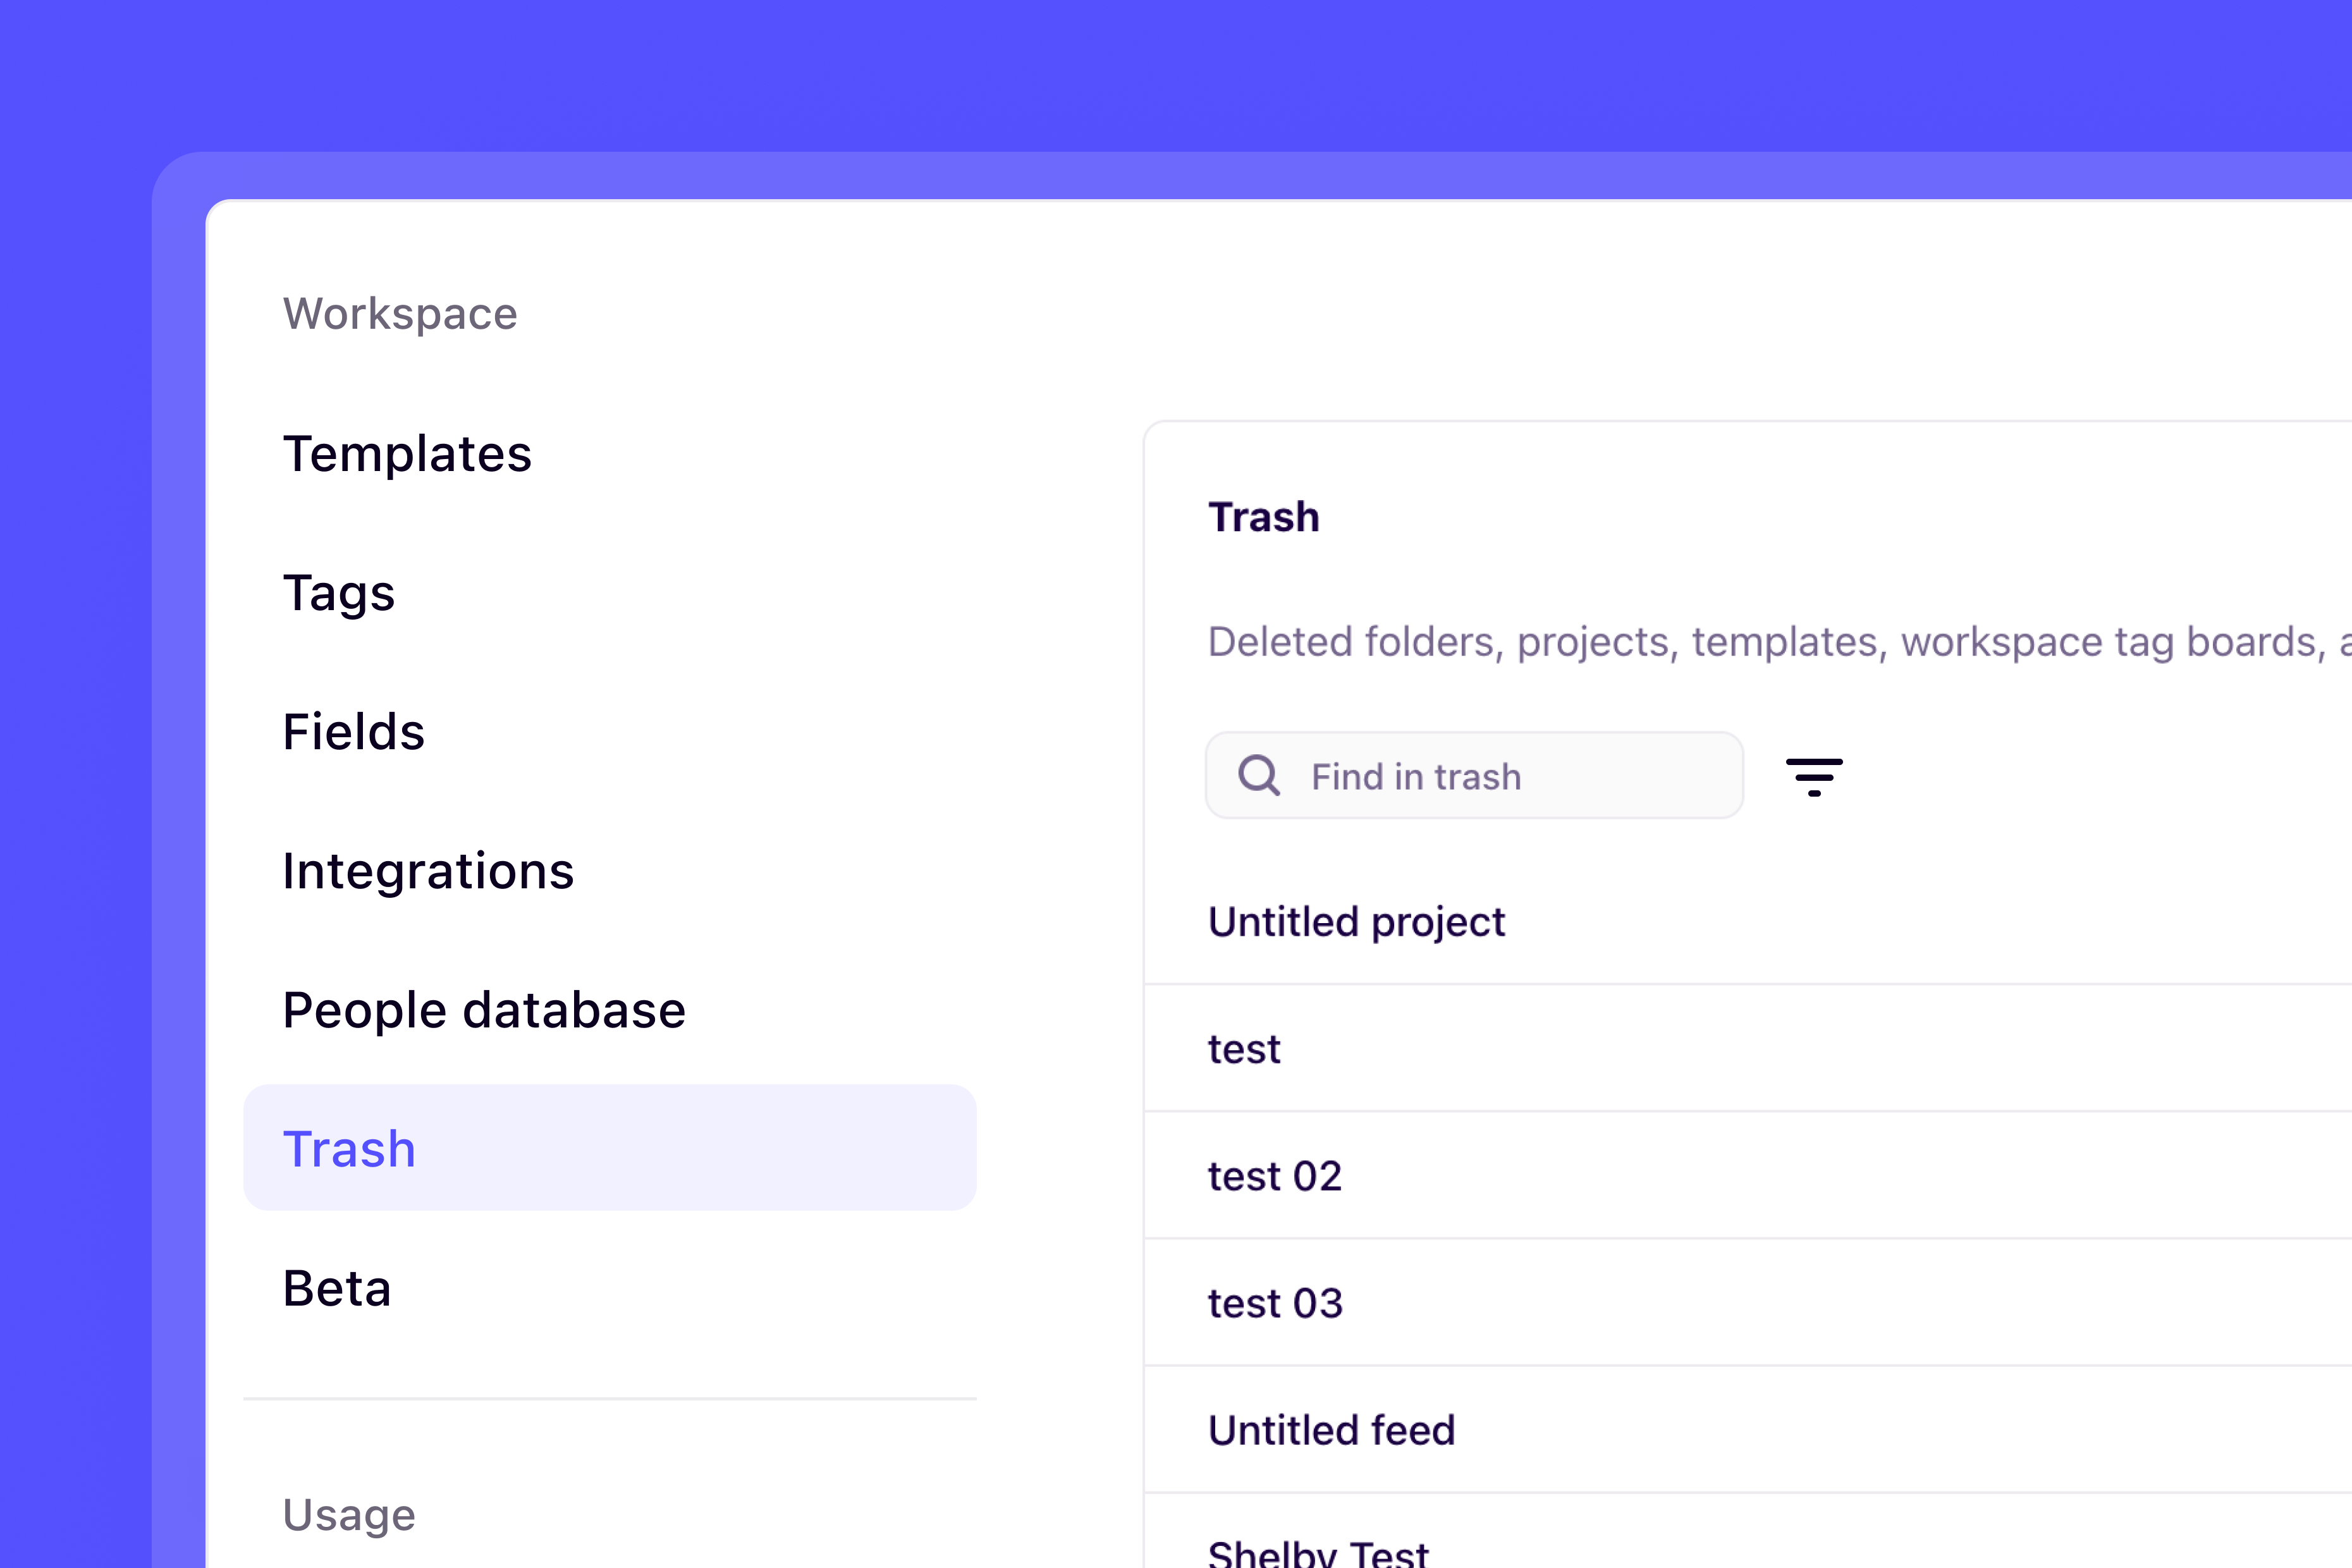 Workspace
Templates
Tags
Fields
Integrations
People database
Trash
Beta
Usage
Trash
Deleted folders, projects, templates, workspace tag boards,
Find in trash
Untitled project
test
test 02
test 03
Untitled feed
Shelby Test